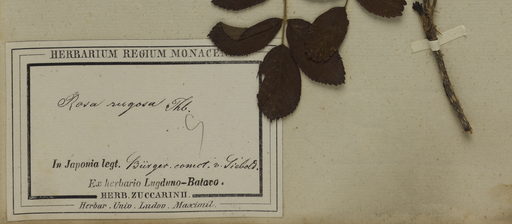 HERBARIUM REGIUM MONACE
Rosa rugosa Thb.
In Japonia legt. Bürger. comt. v. Siebold.
Ex herbario Lugduno-Batavo.
HERB. ZUCCARINII.
Herbar. Univ. Ludov. Maximil.